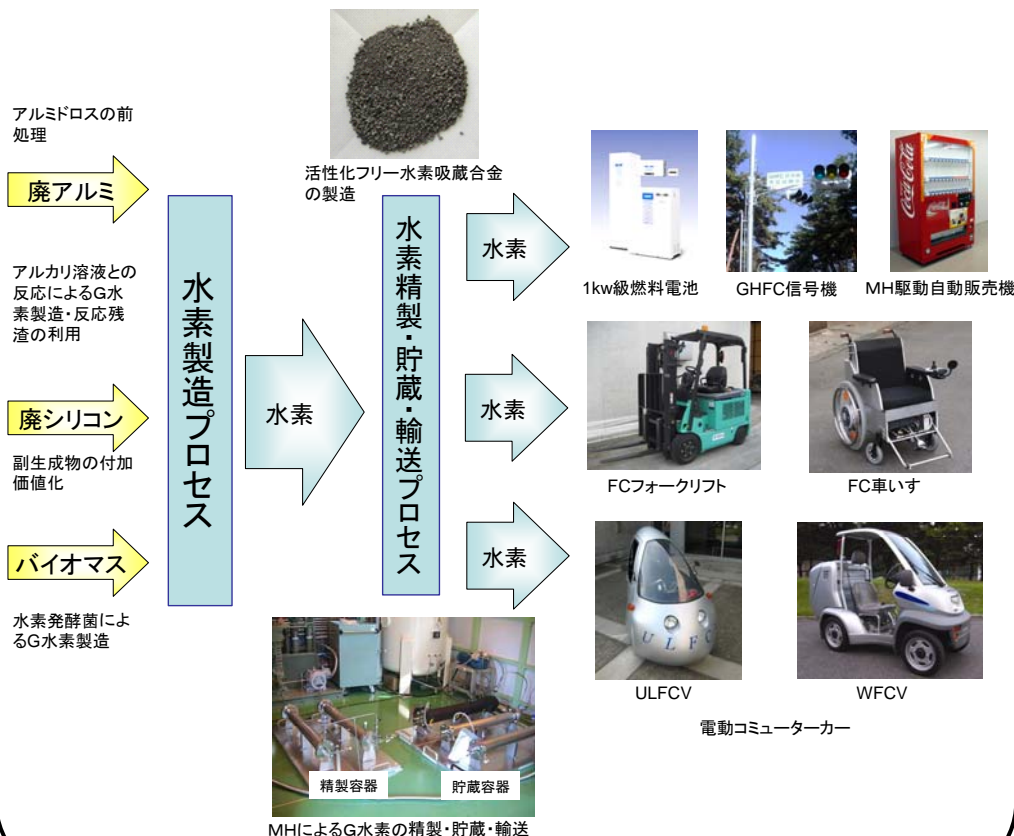 アルミドロスの前
処理
廃アルミ
アルカリ溶液との
反応によるG水
素製造・反応残
渣の利用
廃シリコン
副生成物の付加
価値化
バイオマス
水素発酵菌によ
るG水素製造
水素製造プロセス
水素
活性化フリー水素吸蔵合金
の製造
水素精製・貯蔵・輸送プロセス
精製容器
貯蔵容器
MHによるG水素の精製・貯蔵・輸送
水素
水素
水素
1kw級燃料電池
GHFC信号機
Coca-Cola
MH駆動自動販売機
FCフォークリフト
FC車いす
ULFC
ULFCV
WFCV
電動コミューターカー